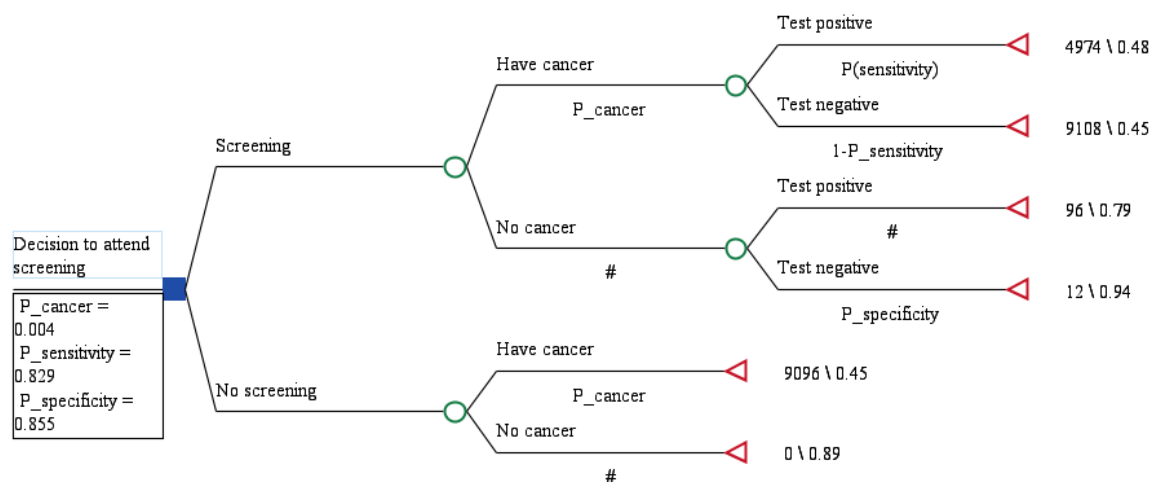 Test positive
4974 \ 0.48
P(sensitivity)
Have cancer
P_cancer
Test negative
9108 \ 0.45
1-P_sensitivity
Screening
Test positive
96 \ 0.79
#
No cancer
#
Test negative
12 \ 0.94
P_specificity
Decision to attend
screening
P_cancer =
0.004
P_sensitivity =
0.829
P_specificity =
0.855
No screening
Have cancer
9096 \ 0.45
P_cancer
No cancer
0 \ 0.89
#